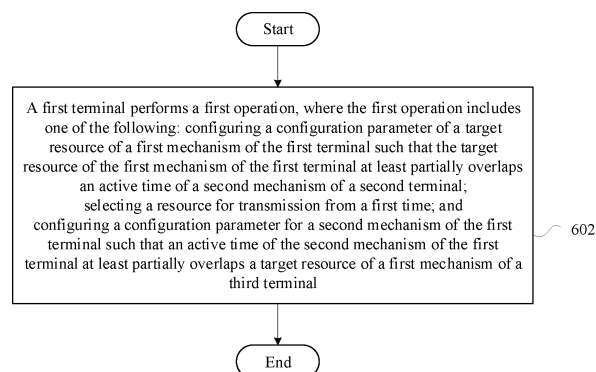 Start
A first terminal performs a first operation, where the first operation includes
one of the following: configuring a configuration parameter of a target
resource of a first mechanism of the first terminal such that the target
resource of the first mechanism of the first terminal at least partially overlaps
an active time of a second mechanism of a second terminal;
selecting a resource for transmission from a first time; and
configuring a configuration parameter for a second mechanism of the first
terminal such that an active time of the second mechanism of the first
terminal at least partially overlaps a target resource of a first mechanism of a
third terminal
602
End